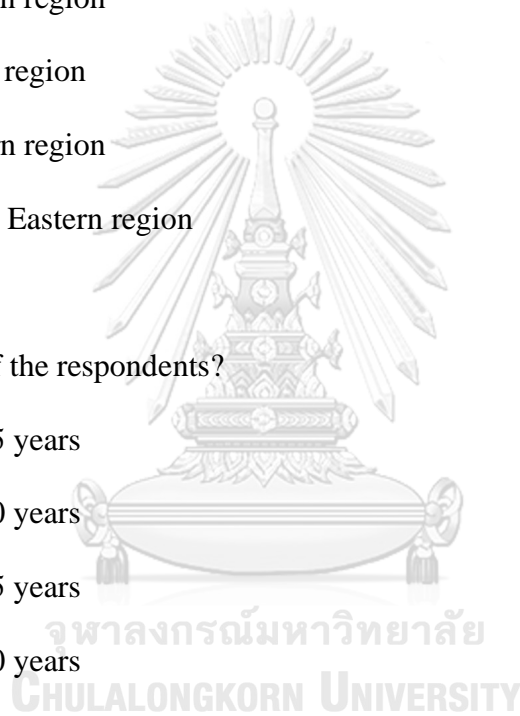 n region
region
n region
Eastern region
f the respondents?
5 years
0 years
5 years
0 years
จุฬาลงกรณ์มหาวิทยาลัย
CHULALONGKORN UNIVERSITY